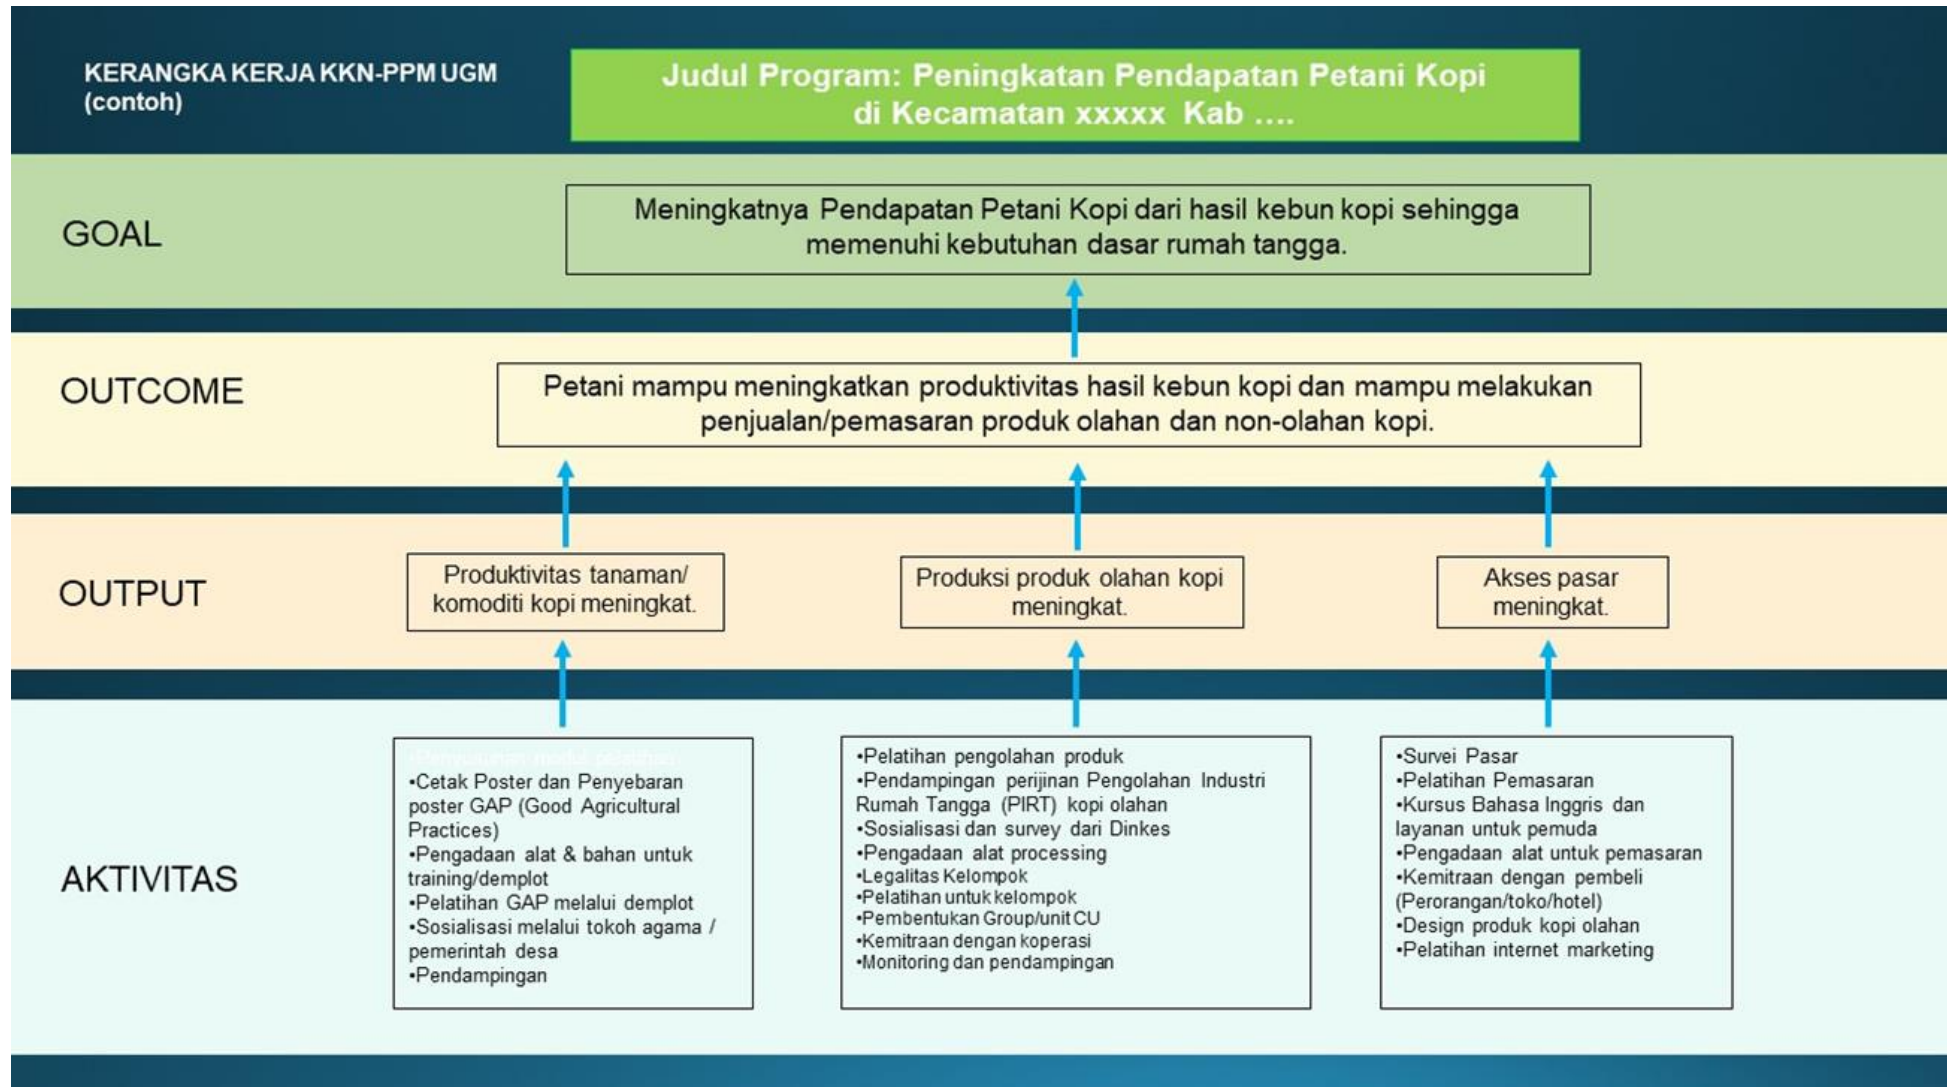 KERANGKA KERJA KKN-PPM UGM
(contoh)
Judul Program: Peningkatan Pendapatan Petani Kopi
di Kecamatan xxxxx Kab ....
GOAL
Meningkatnya Pendapatan Petani Kopi dari hasil kebun kopi sehingga
memenuhi kebutuhan dasar rumah tangga.
OUTCOME
Petani mampu meningkatkan produktivitas hasil kebun kopi dan mampu melakukan
penjualan/pemasaran produk olahan dan non-olahan kopi.
OUTPUT
Produktivitas tanaman/
komoditi kopi meningkat.
Produksi produk olahan kopi
meningkat.
Akses pasar
meningkat.
AKTIVITAS
•Penyusunan modul pelatihan
•Cetak Poster dan Penyebaran
poster GAP (Good Agricultural
Practices)
•Pengadaan alat & bahan untuk
training/demplot
•Pelatihan GAP melalui demplot
•Sosialisasi melalui tokoh agama /
pemerintah desa
•Pendampingan
•Pelatihan pengolahan produk
•Pendampingan perijinan Pengolahan Industri
Rumah Tangga (PIRT) kopi olahan
•Sosialisasi dan survey dari Dinkes
•Pengadaan alat processing
•Legalitas Kelompok
•Pelatihan untuk kelompok
•Pembentukan Group/unit CU
•Kemitraan dengan koperasi
•Monitoring dan pendampingan
•Survei Pasar
•Pelatihan Pemasaran
•Kursus Bahasa Inggris dan
layanan untuk pemuda
•Pengadaan alat untuk pemasaran
•Kemitraan dengan pembeli
(Perorangan/toko/hotel)
•Design produk kopi olahan
•Pelatihan internet marketing